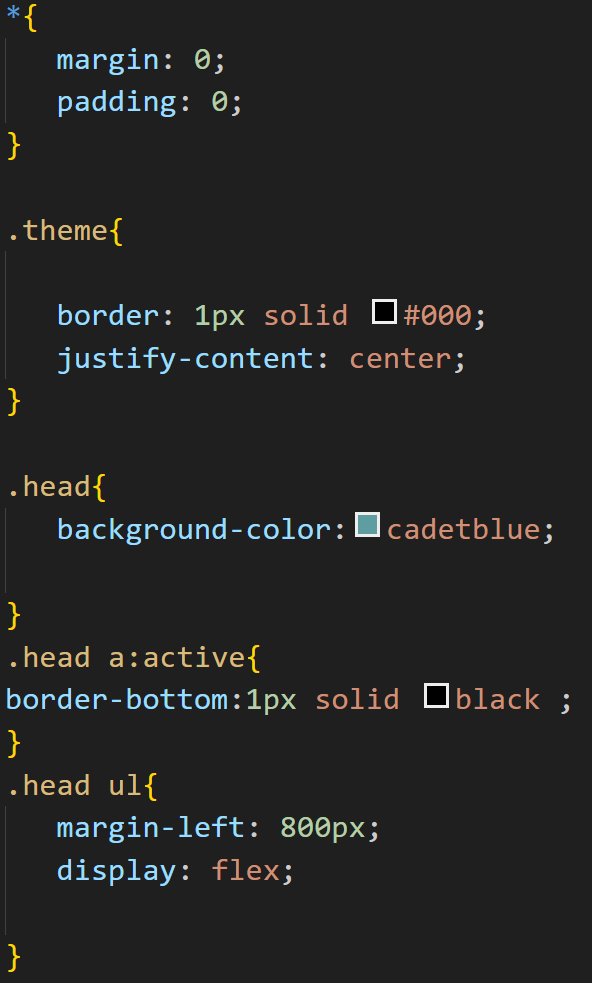 *{
margin: 0;
padding: 0;
}
.theme{
border: 1px solid #000;
justify-content: center;
}
.head{
background-color: cadetblue;
}
.head a:active{
border-bottom:1px solid black ;
}
.head ul{
margin-left: 800px;
display: flex;
}